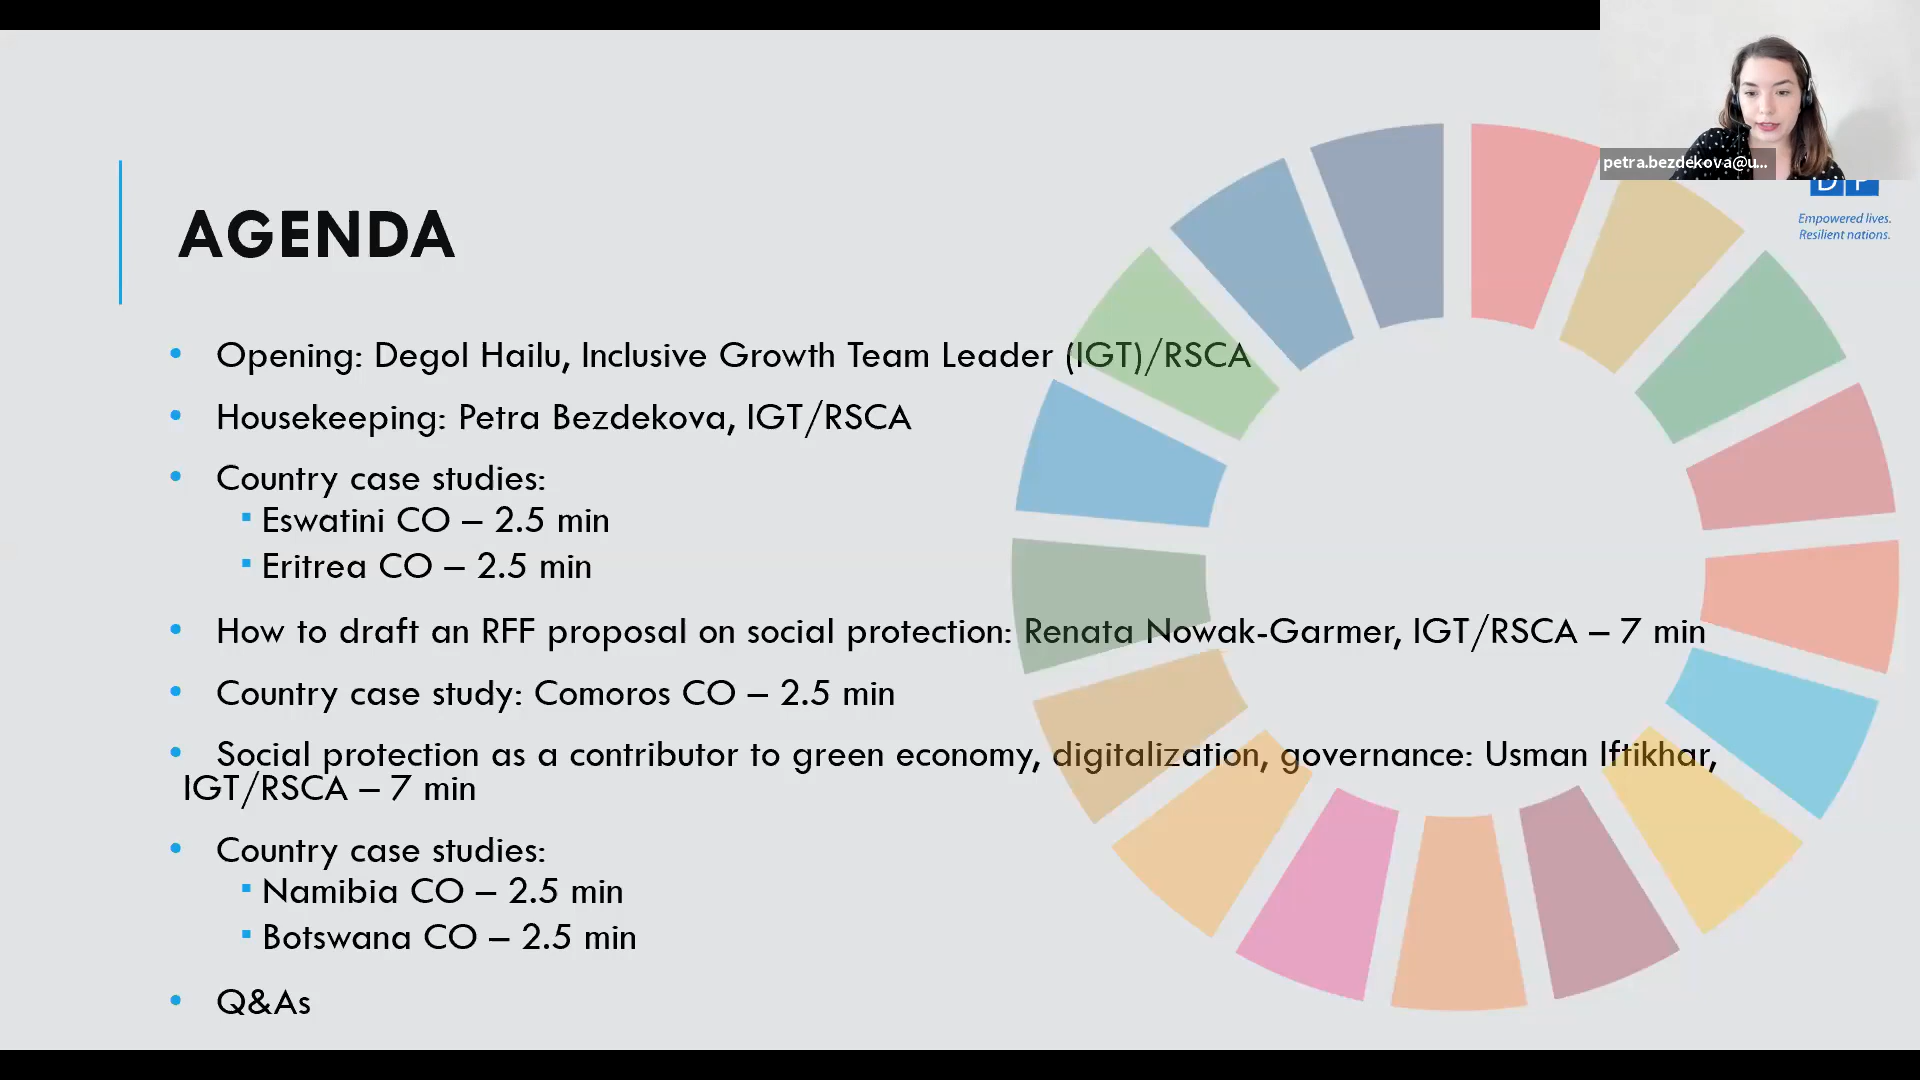 petra.bezdekova@u...
DP
Empowered lives.
Resilient nations.
AGENDA
• Opening: Degol Hailu, Inclusive Growth Team Leader (IGT)/RSCA
• Housekeeping: Petra Bezdekova, IGT/RSCA
• Country case studies:
▪ Eswatini CO – 2.5 min
▪ Eritrea CO – 2.5 min
• How to draft an RFF proposal on social protection: Renata Nowak-Garmer, IGT/RSCA – 7 min
• Country case study: Comoros CO – 2.5 min
• Social protection as a contributor to green economy, digitalization, governance: Usman Iftikhar,
IGT/RSCA – 7 min
• Country case studies:
▪ Namibia CO – 2.5 min
▪ Botswana CO – 2.5 min
• Q&As